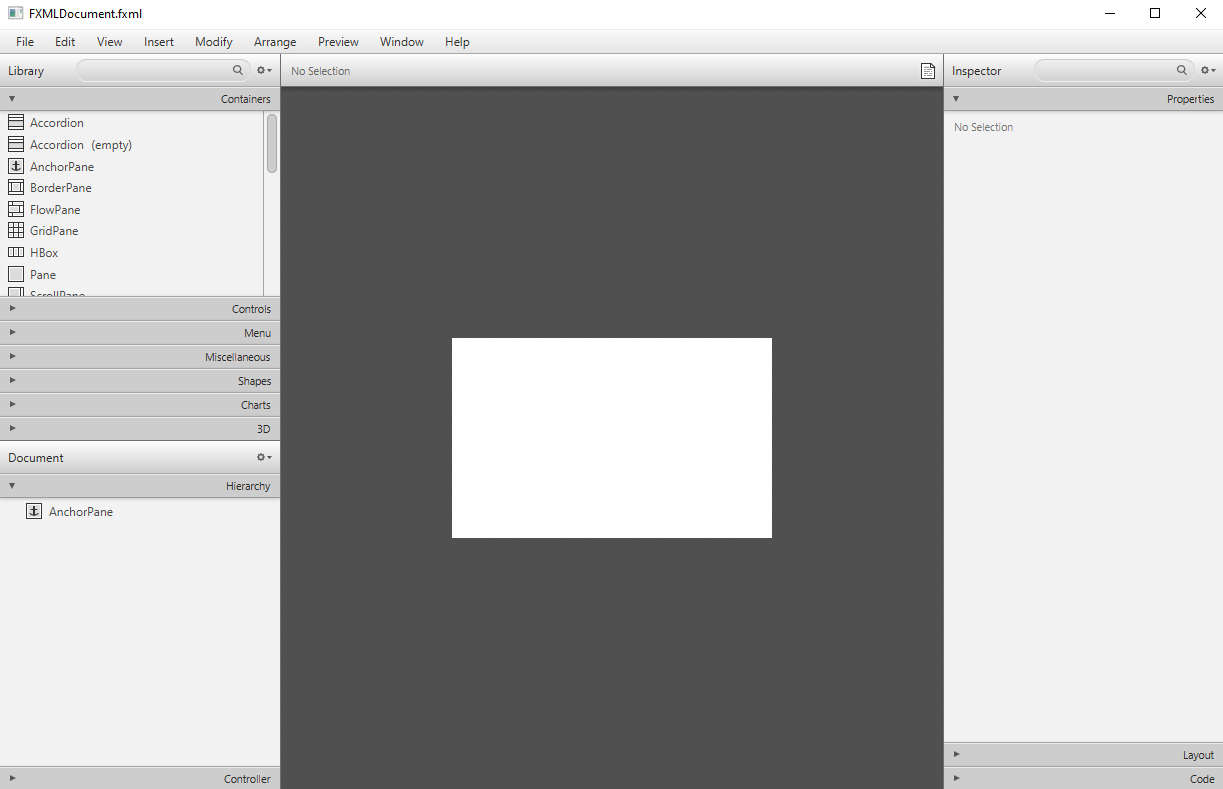 FXMLDocument.fxml
File Edit View Insert Modify Arrange Preview Window Help
Library
No Selection
Inspector
Containers
Accordion
Accordion (empty)
AnchorPane
BorderPane
FlowPane
GridPane
HBox
Pane
ScrollPane
Controls
Menu
Miscellaneous
Shapes
Charts
3D
Document
Hierarchy
AnchorPane
Controller
Properties
No Selection
Layout
Code